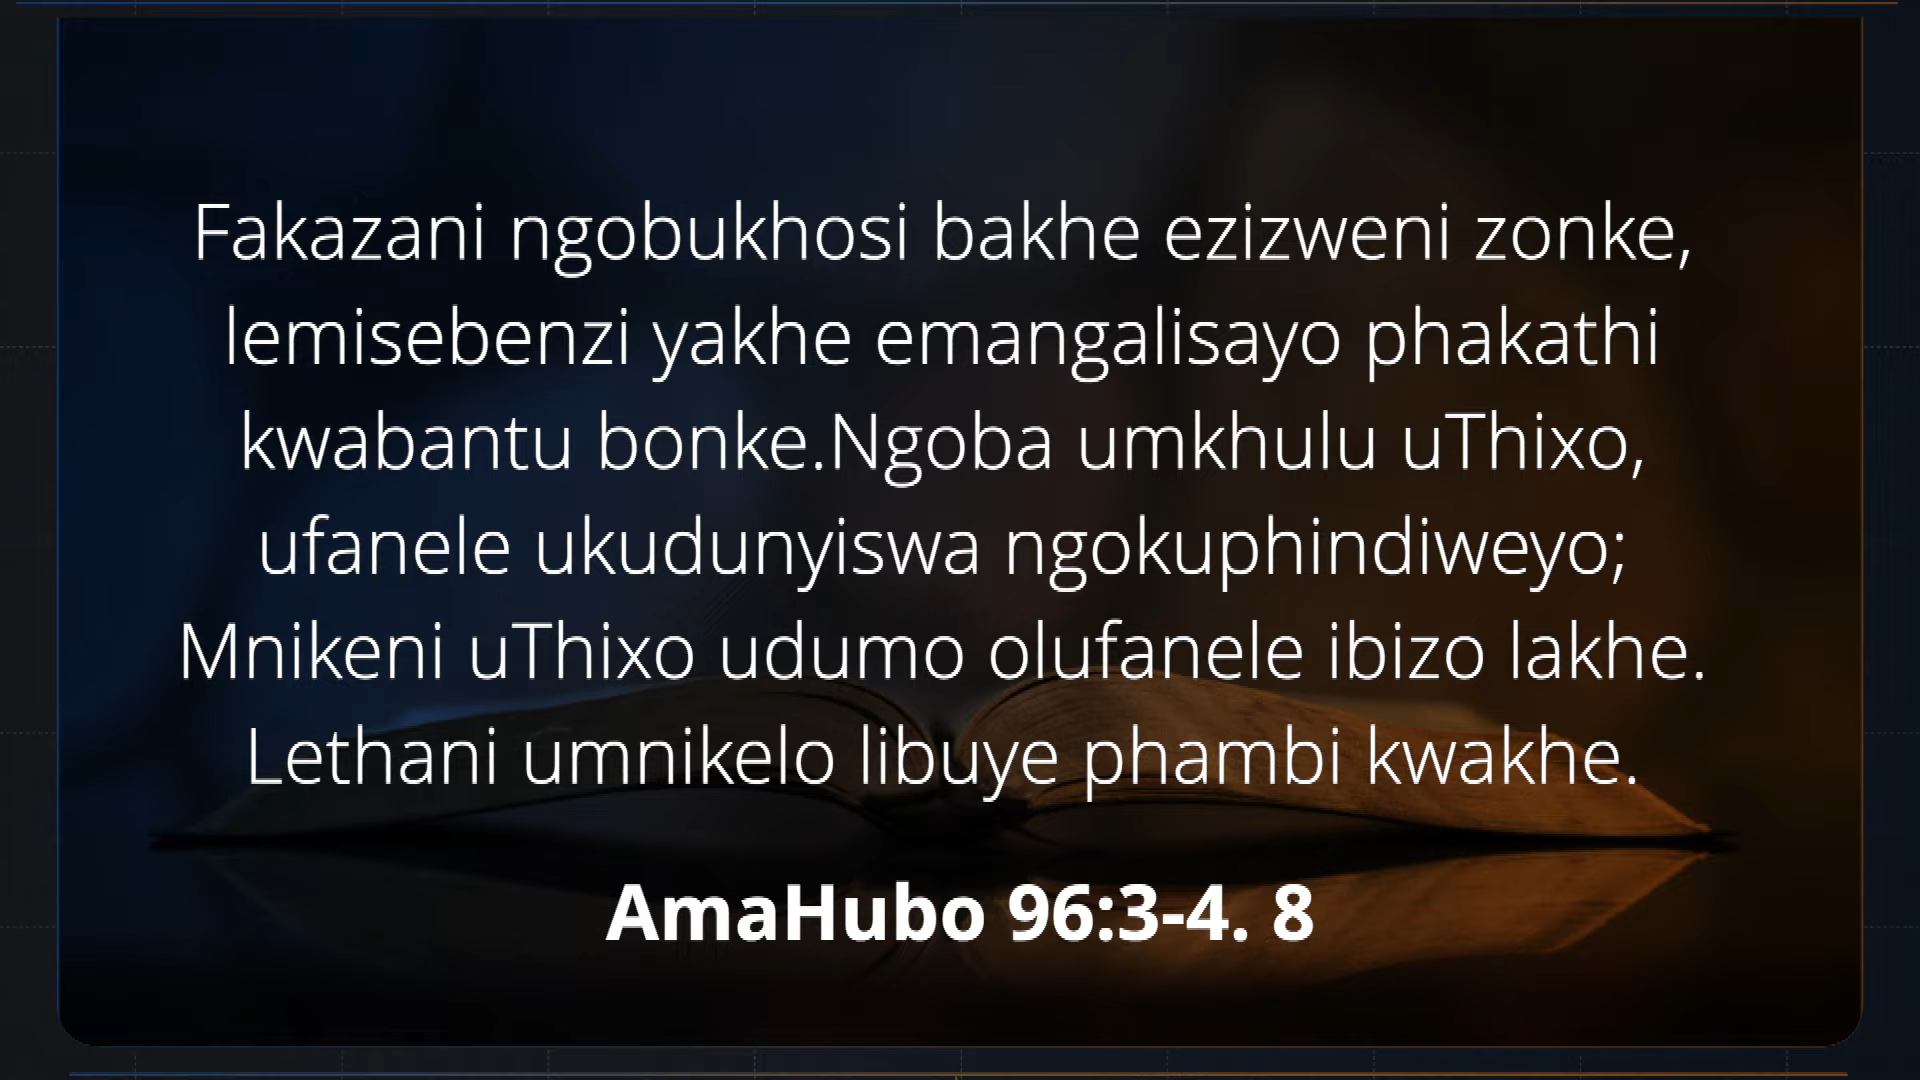 Fakazani ngobukhosi bakhe ezizweni zonke,
lemisebenzi yakhe emangalisayo phakathi
kwabantu bonke.Ngoba umkhulu uThixo,
ufanele ukudunyiswa ngokuphindiweyo;
Mnikeni uThixo udumo olufanele ibizo lakhe.
Lethani umnikelo libuye phambi kwakhe.
AmaHubo 96:3-4. 8